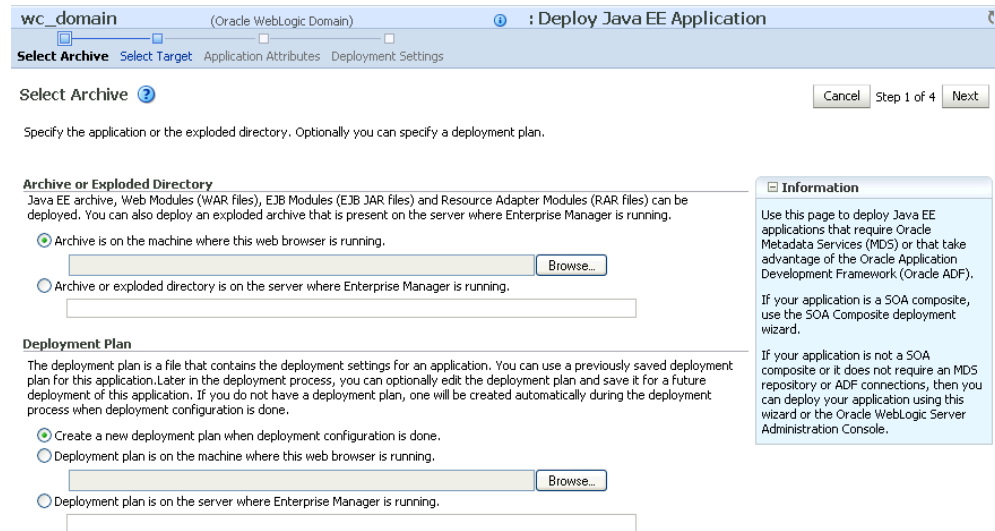 wc_domain (Oracle WebLogic Domain) : Deploy Java EE Application
Select Archive Select Target Application Attributes Deployment Settings
Select Archive
Cancel Step 1 of 4 Next
Specify the application or the exploded directory. Optionally you can specify a deployment plan.
Archive or Exploded Directory
Java EE archive, Web Modules (WAR files), EJB Modules (EJB JAR files) and Resource Adapter Modules (RAR files) can be
deployed. You can also deploy an exploded archive that is present on the server where Enterprise Manager is running.
Archive is on the machine where this web browser is running.
Browse...
Archive or exploded directory is on the server where Enterprise Manager is running.
Deployment Plan
The deployment plan is a file that contains the deployment settings for an application. You can use a previously saved deployment
plan for this application.Later in the deployment process, you can optionally edit the deployment plan and save it for a future
deployment of this application. If you do not have a deployment plan, one will be created automatically during the deployment
process when deployment configuration is done.
Create a new deployment plan when deployment configuration is done.
Deployment plan is on the machine where this web browser is running.
Browse...
Deployment plan is on the server where Enterprise Manager is running.
Information
Use this page to deploy Java EE
applications that require Oracle
Metadata Services (MDS) or that take
advantage of the Oracle Application
Development Framework (Oracle ADF).
If your application is a SOA composite,
use the SOA Composite deployment
wizard.
If your application is not a SOA
composite or it does not require an MDS
repository or ADF connections, then you
can deploy your application using this
wizard or the Oracle WebLogic Server
Administration Console.